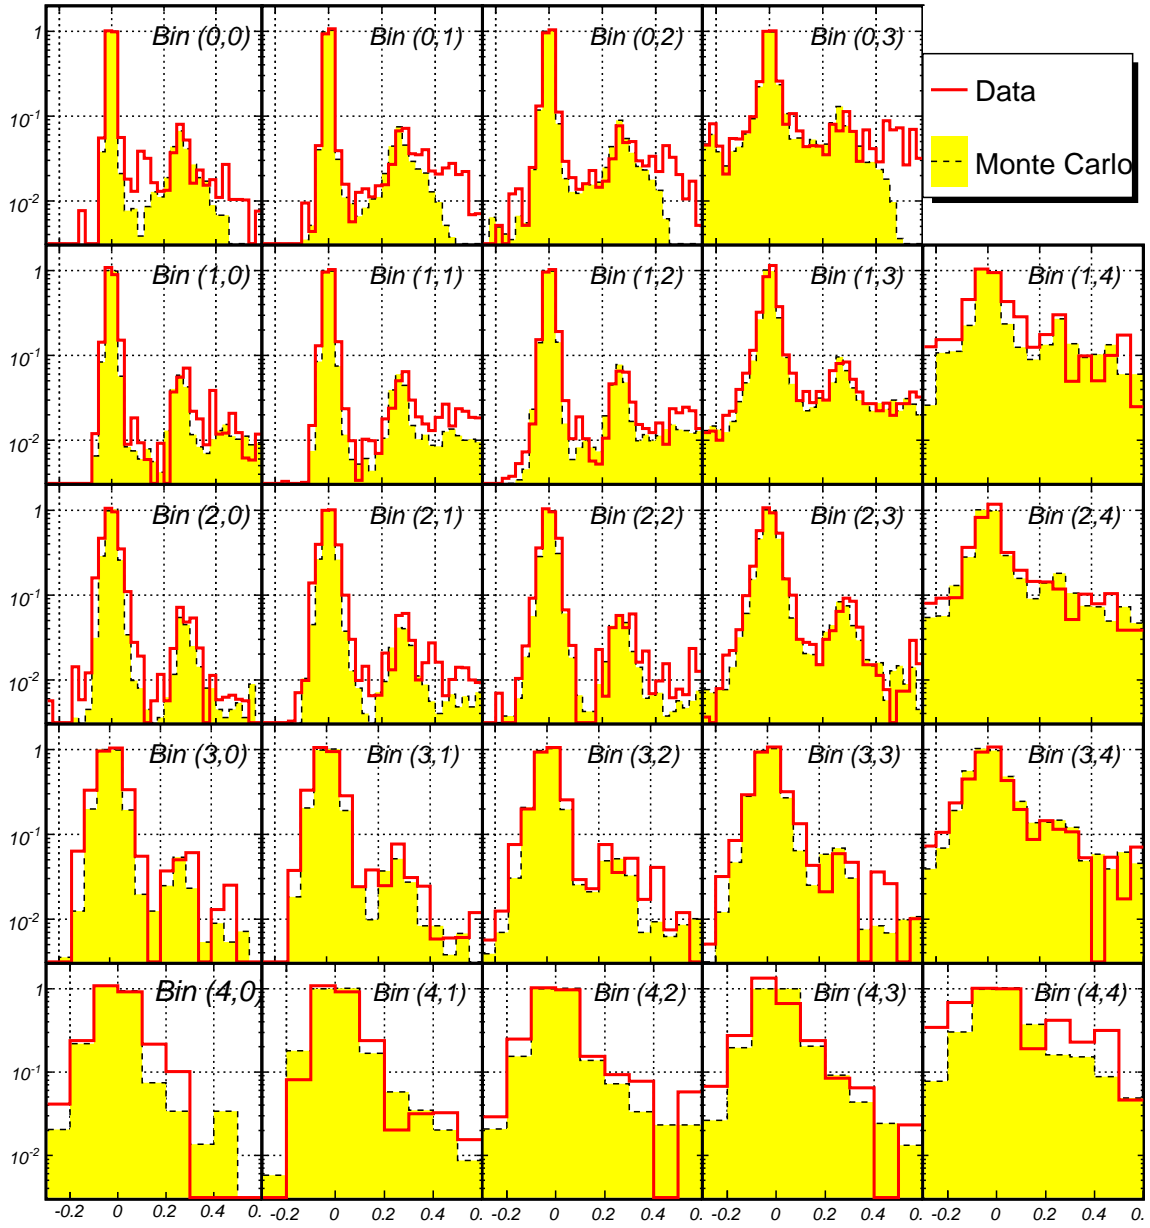 1
10-1
10-2
Bin (0,0)
Bin (0,1)
Bin (0,2)
Bin (0,3)
Data
Monte Carlo
1
10-1
10-2
Bin (1,0)
Bin (1,1)
Bin (1,2)
Bin (1,3)
Bin (1,4)
1
10-1
10-2
Bin (2,0)
Bin (2,1)
Bin (2,2)
Bin (2,3)
Bin (2,4)
1
10-1
10-2
Bin (3,0)
Bin (3,1)
Bin (3,2)
Bin (3,3)
Bin (3,4)
1
10-1
10-2
Bin (4,0)
Bin (4,1)
Bin (4,2)
Bin (4,3)
Bin (4,4)
-0.2 0 0.2 0.4 0.
-0.2 0 0.2 0.4 0.
-0.2 0 0.2 0.4 0.
-0.2 0 0.2 0.4 0.
-0.2 0 0.2 0.4 0.